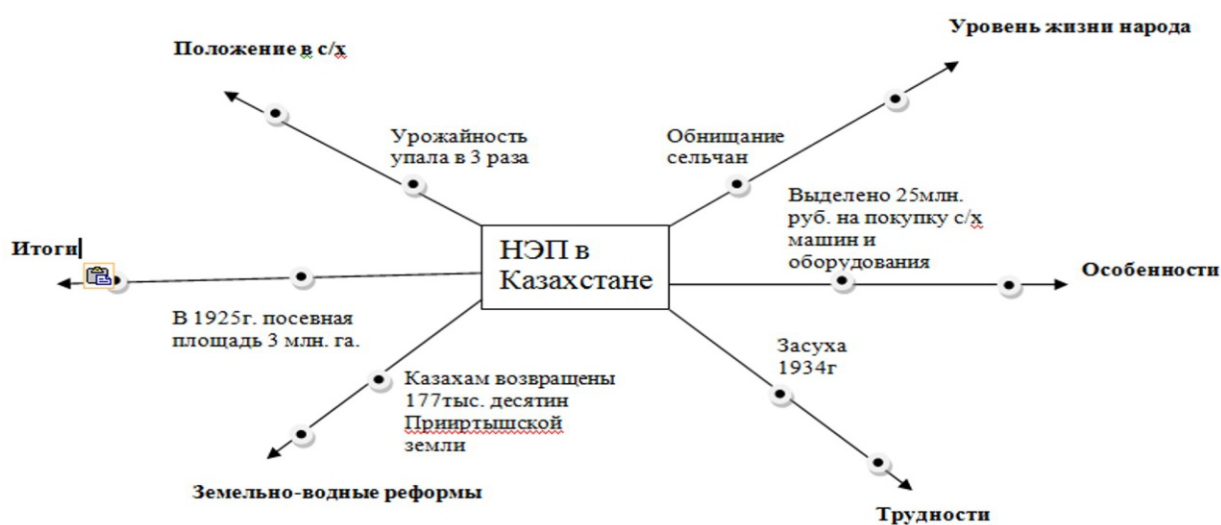 Уровень жизни народа
Положение в с/х
Урожайность
упала в 3 раза
Обнищание
сельчан
Выделено 25млн.
руб. на покупку с/х
машин и
оборудования
Итоги
НЭП в
Казахстане
Особенности
В 1925г. посевная
площадь 3 млн. га.
Засуха
1934г
Казахам возвращены
177тыс. десятин
Прииртышской
земли
Земельно-водные реформы
Трудности